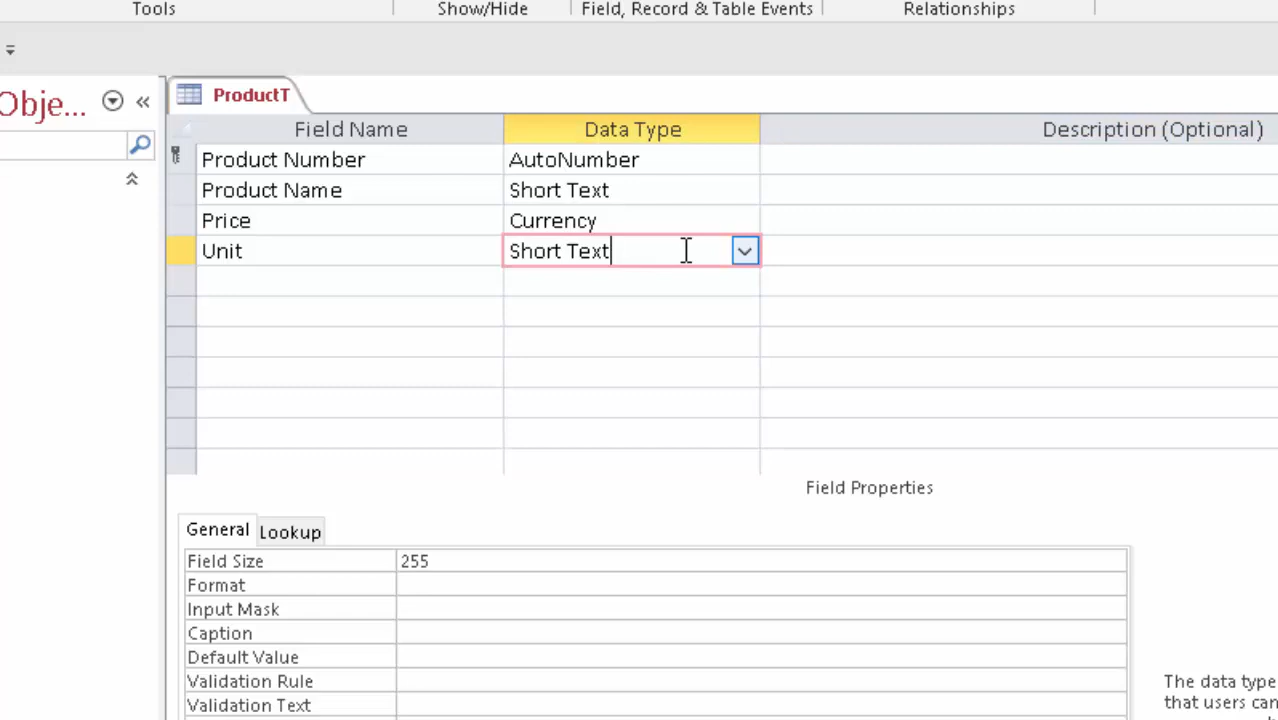 Tools Show/Hide Field, Record & Table Events Relationships
Obje...
ProductT
Field Name Data Type Description (Optional)
Product Number AutoNumber
Product Name Short Text
Price Currency
Unit Short Text
Field Properties
General Lookup
Field Size 255
Format
Input Mask
Caption
Default Value
Validation Rule
Validation Text
The data type
that users can